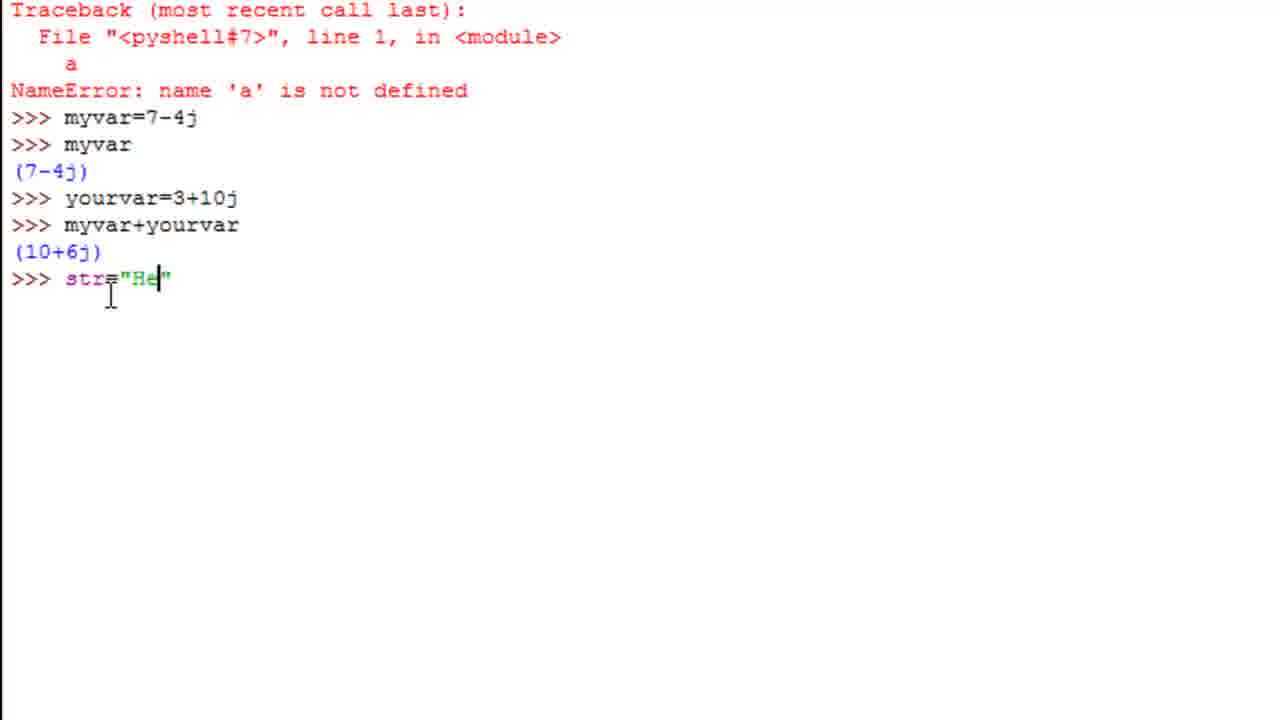 Traceback (most recent call last):
  File "<pyshell#7>", line 1, in <module>
    a
NameError: name 'a' is not defined
>>> myvar=7-4j
>>> myvar
(7-4j)
>>> yourvar=3+10j
>>> myvar+yourvar
(10+6j)
>>> str="He"